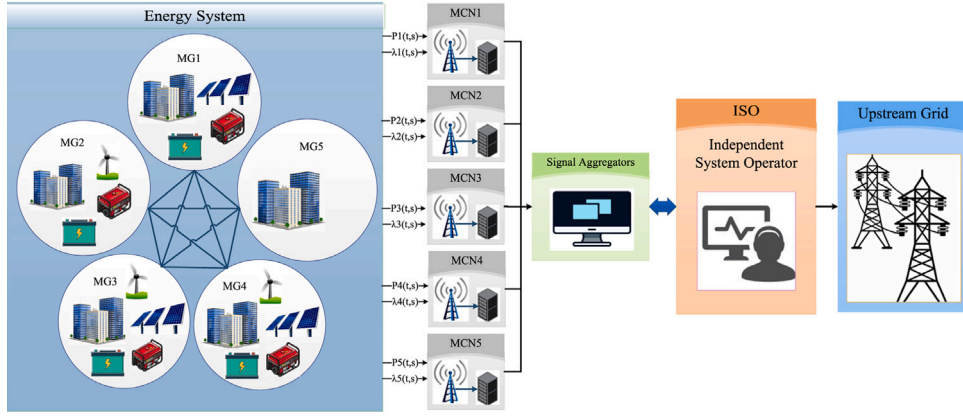 Energy System
MG1
MG2
MG5
MG3
MG4
P1(t,s)
λ1(t,s)
P2(t,s)
λ2(t,s)
P3(t,s)
λ3(t,s)
P4(t,s)
λ4(t,s)
P5(t,s)
λ5(t,s)
MCN1
MCN2
MCN3
MCN4
MCN5
Signal Aggregators
ISO
Independent
System Operator
Upstream Grid